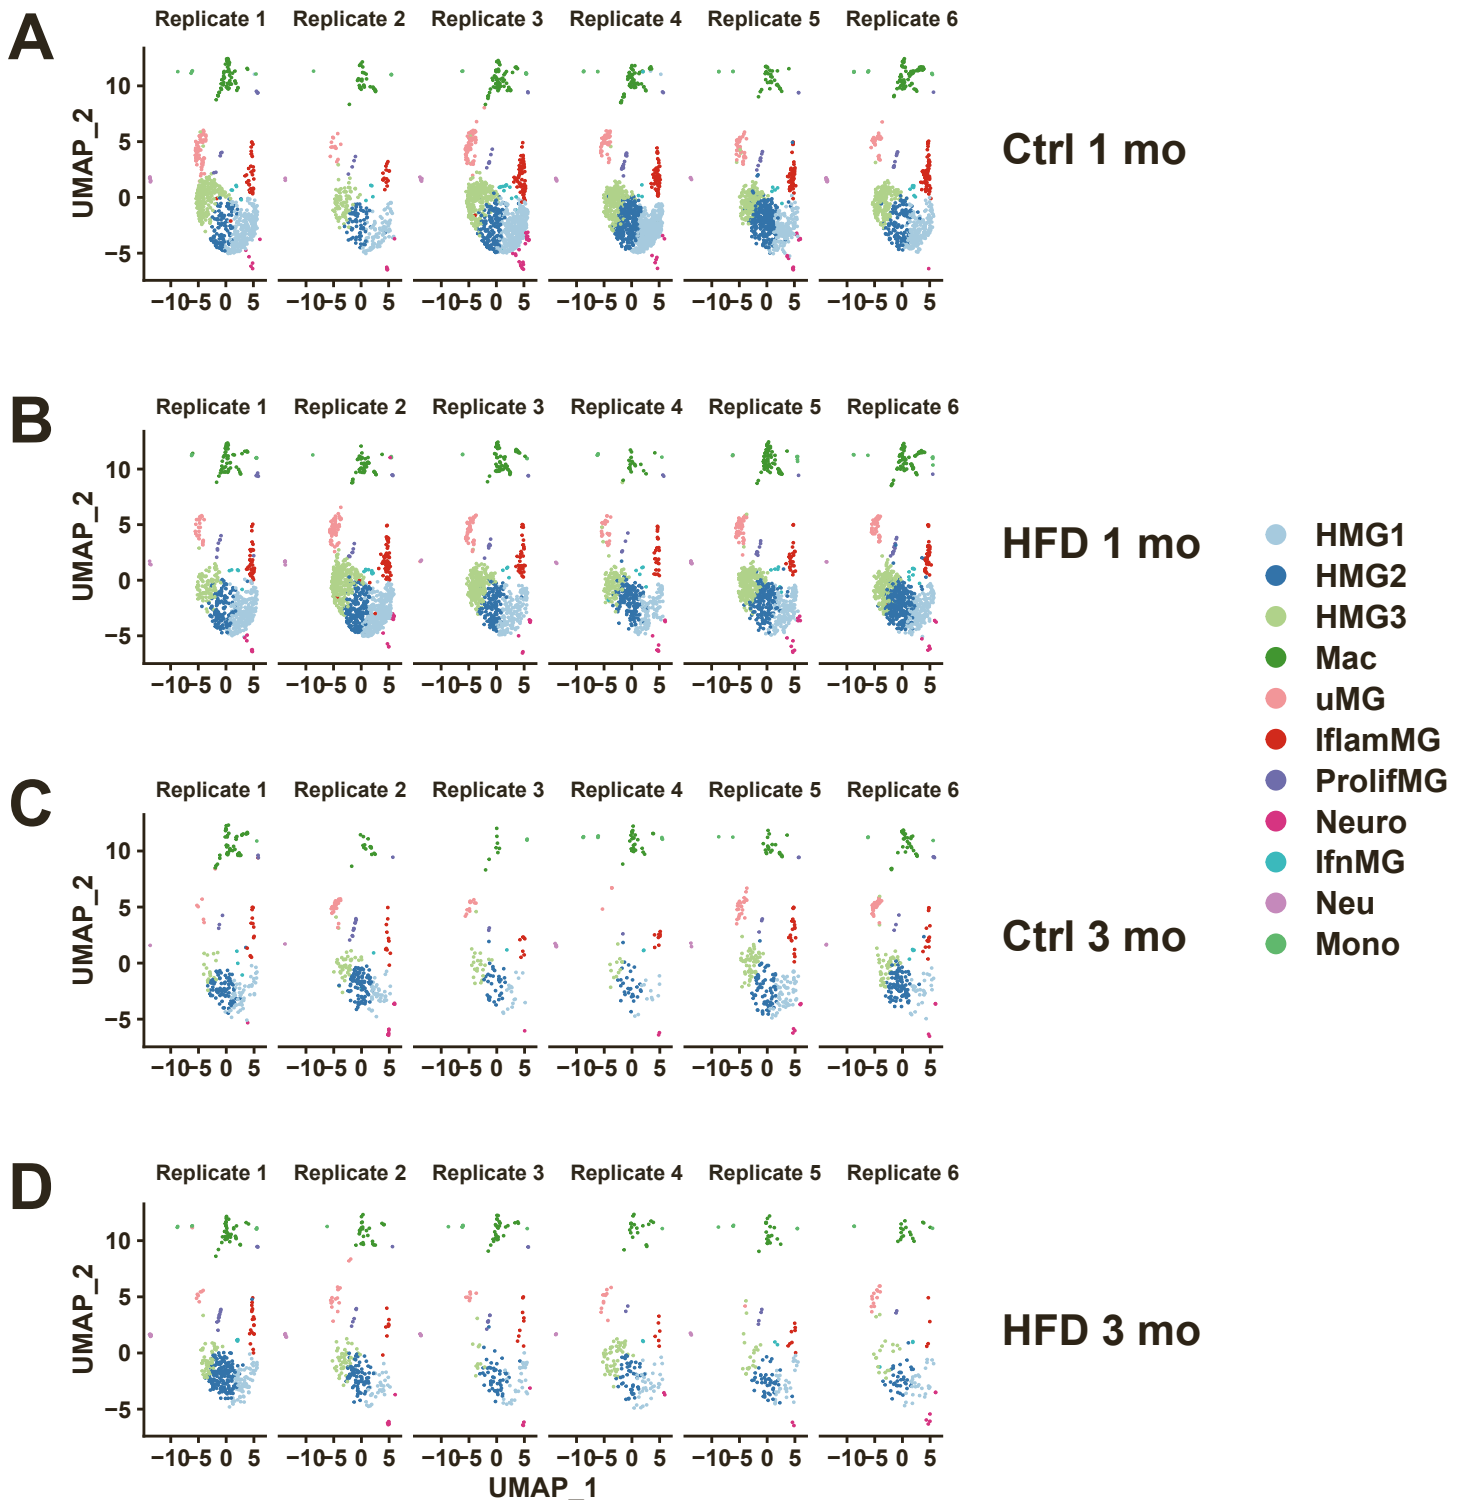 A
Replicate 1 Replicate 2 Replicate 3 Replicate 4 Replicate 5 Replicate 6
10
5
0
−5
UMAP_2
−10 −5 0 5 −10 −5 0 5 −10 −5 0 5 −10 −5 0 5 −10 −5 0 5 −10 −5 0 5
Ctrl 1 mo
B
Replicate 1 Replicate 2 Replicate 3 Replicate 4 Replicate 5 Replicate 6
10
5
0
−5
UMAP_2
−10 −5 0 5 −10 −5 0 5 −10 −5 0 5 −10 −5 0 5 −10 −5 0 5 −10 −5 0 5
HFD 1 mo
HMG1
HMG2
HMG3
Mac
uMG
IflamMG
ProlifMG
Neuro
IfnMG
Neu
Mono
C
Replicate 1 Replicate 2 Replicate 3 Replicate 4 Replicate 5 Replicate 6
10
5
0
−5
UMAP_2
−10 −5 0 5 −10 −5 0 5 −10 −5 0 5 −10 −5 0 5 −10 −5 0 5 −10 −5 0 5
Ctrl 3 mo
D
Replicate 1 Replicate 2 Replicate 3 Replicate 4 Replicate 5 Replicate 6
10
5
0
−5
UMAP_2
−10 −5 0 5 −10 −5 0 5 −10 −5 0 5 −10 −5 0 5 −10 −5 0 5 −10 −5 0 5
UMAP_1
HFD 3 mo